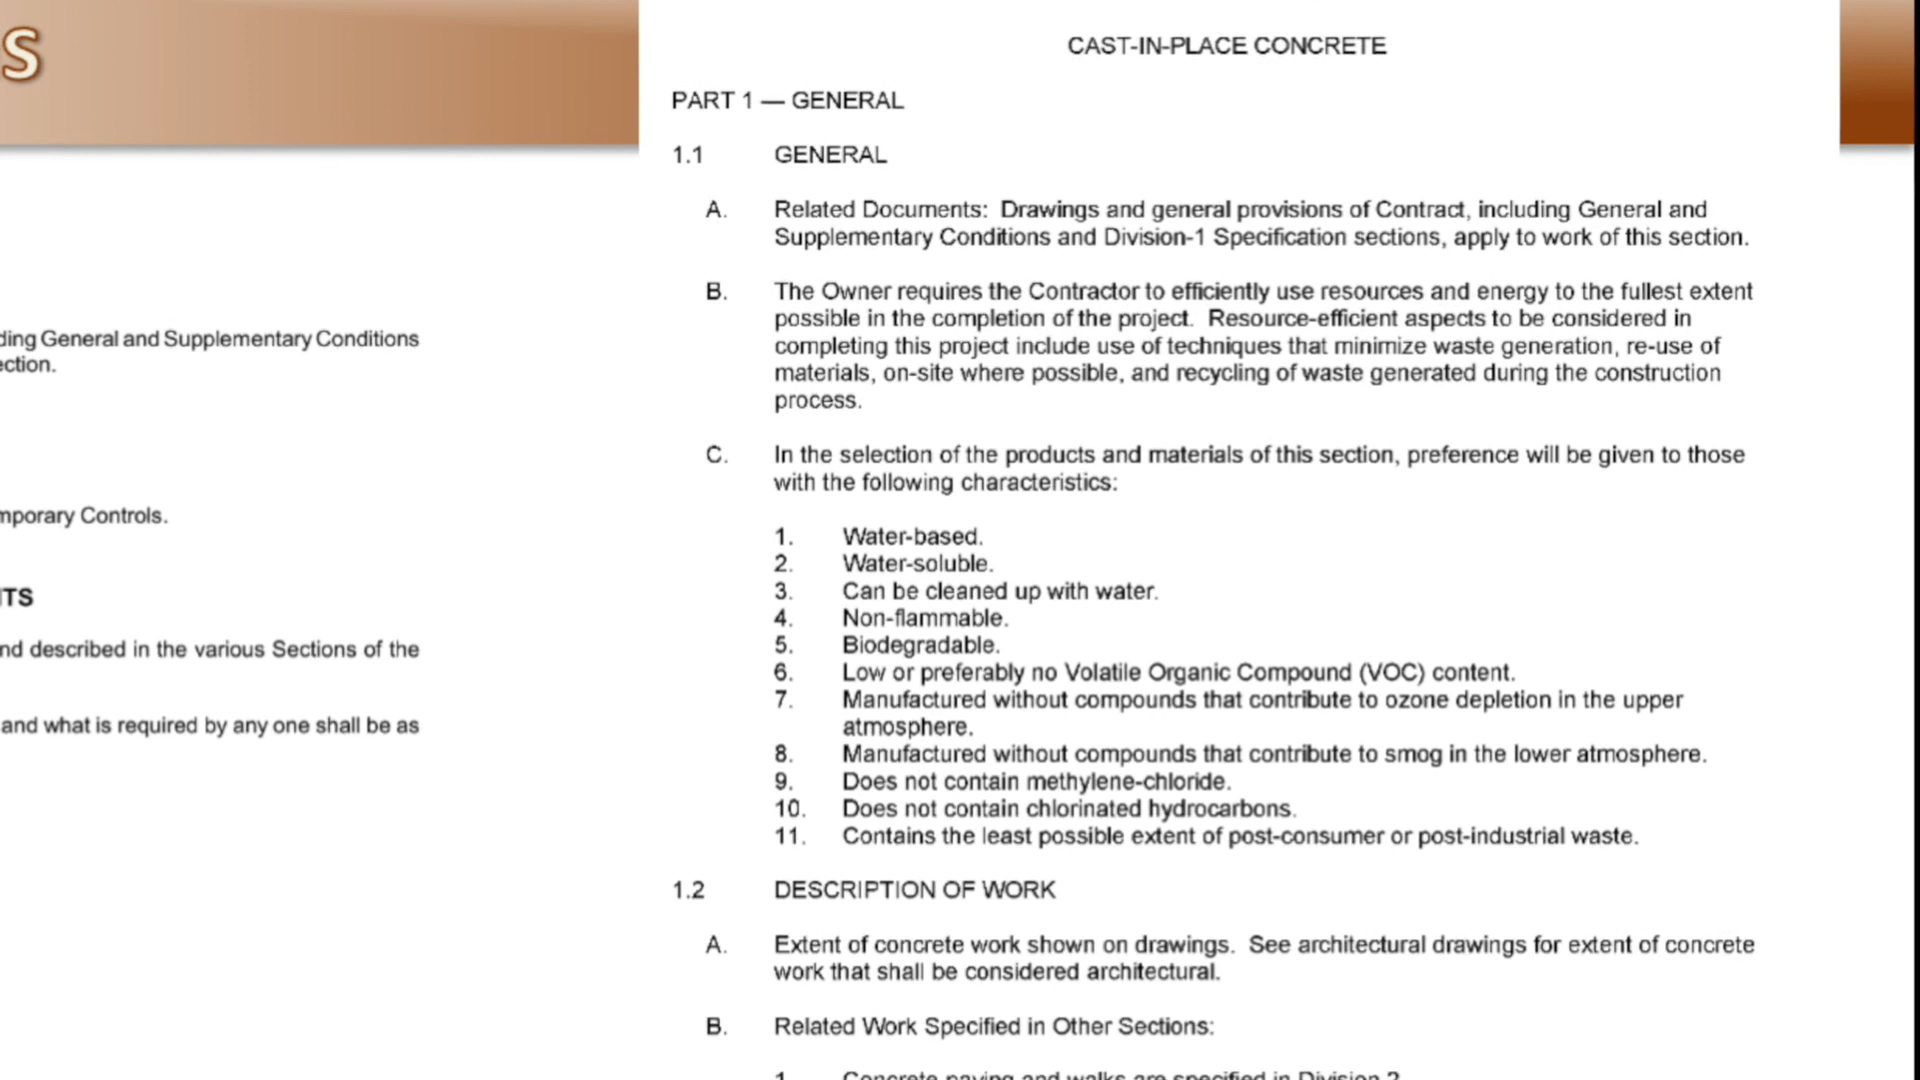 S
ding General and Supplementary Conditions
ection.
mporary Controls.
ITS
nd described in the various Sections of the
and what is required by any one shall be as
CAST-IN-PLACE CONCRETE
PART 1 — GENERAL
1.1 GENERAL
A. Related Documents: Drawings and general provisions of Contract, including General and
Supplementary Conditions and Division-1 Specification sections, apply to work of this section.
B. The Owner requires the Contractor to efficiently use resources and energy to the fullest extent
possible in the completion of the project. Resource-efficient aspects to be considered in
completing this project include use of techniques that minimize waste generation, re-use of
materials, on-site where possible, and recycling of waste generated during the construction
process.
C. In the selection of the products and materials of this section, preference will be given to those
with the following characteristics:
1. Water-based.
2. Water-soluble.
3. Can be cleaned up with water.
4. Non-flammable.
5. Biodegradable.
6. Low or preferably no Volatile Organic Compound (VOC) content.
7. Manufactured without compounds that contribute to ozone depletion in the upper
atmosphere.
8. Manufactured without compounds that contribute to smog in the lower atmosphere.
9. Does not contain methylene-chloride.
10. Does not contain chlorinated hydrocarbons.
11. Contains the least possible extent of post-consumer or post-industrial waste.
1.2 DESCRIPTION OF WORK
A. Extent of concrete work shown on drawings. See architectural drawings for extent of concrete
work that shall be considered architectural.
B. Related Work Specified in Other Sections:
1. Concrete paving and walks are specified in Division 2